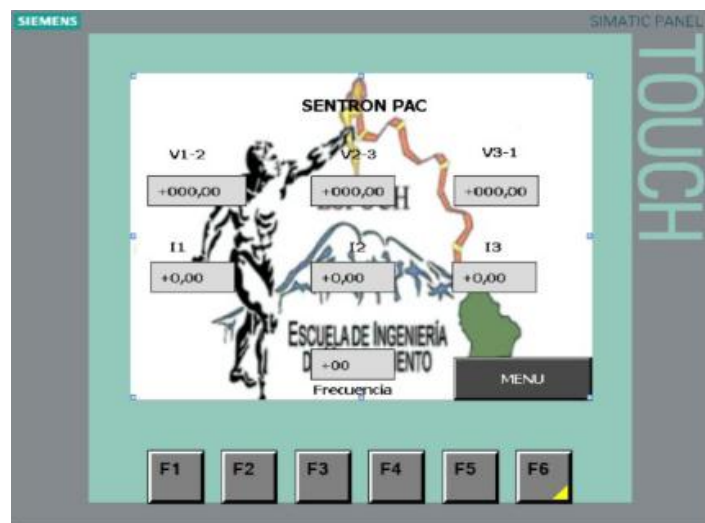 SIEMENS
SIMATIC PANEL
TOUCH
SENTRON PAC
V1-2
V2-3
V3-1
+000,00
+000,00
+000,00
I1
I2
I3
+0,00
+0,00
+0,00
ESCUELA DE INGENIERÍA
+00
Frecuencia
MENU
F1
F2
F3
F4
F5
F6